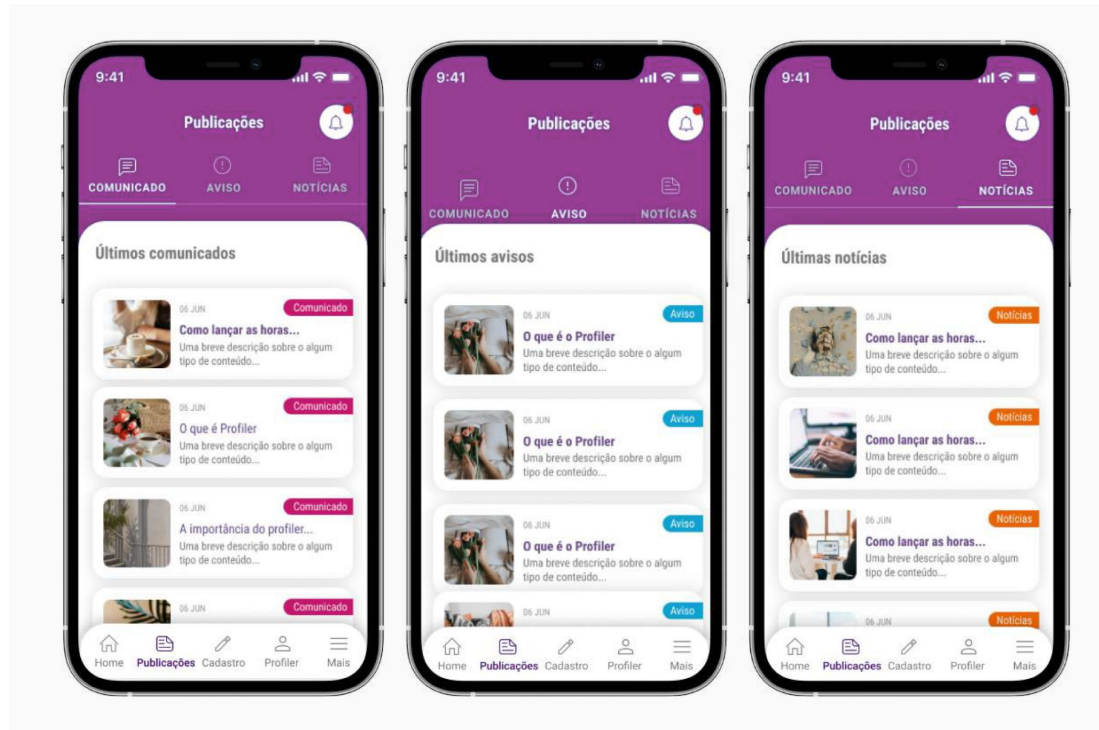 9:41
Publicações
COMUNICADO
AVISO
NOTÍCIAS
Últimos comunicados
06 JUN
Comunicado
Como lançar as horas...
Uma breve descrição sobre o algum
tipo de conteúdo...
06 JUN
Comunicado
O que é Profiler
Uma breve descrição sobre o algum
tipo de conteúdo...
06 JUN
Comunicado
A importância do profiler...
Uma breve descrição sobre o algum
tipo de conteúdo...
06 JUN
Comunicado
Home
Publicações
Cadastro
Profiler
Mais
9:41
Publicações
COMUNICADO
AVISO
NOTÍCIAS
Últimos avisos
06 JUN
Aviso
O que é o Profiler
Uma breve descrição sobre o algum
tipo de conteúdo...
06 JUN
Aviso
O que é o Profiler
Uma breve descrição sobre o algum
tipo de conteúdo...
06 JUN
Aviso
O que é o Profiler
Uma breve descrição sobre o algum
tipo de conteúdo...
06 JUN
Aviso
Home
Publicações
Cadastro
Profiler
Mais
9:41
Publicações
COMUNICADO
AVISO
NOTÍCIAS
Últimas notícias
06 JUN
Notícias
Como lançar as horas...
Uma breve descrição sobre o algum
tipo de conteúdo...
06 JUN
Notícias
Como lançar as horas...
Uma breve descrição sobre o algum
tipo de conteúdo...
06 JUN
Notícias
Como lançar as horas...
Uma breve descrição sobre o algum
tipo de conteúdo...
06 JUN
Notícias
Home
Publicações
Cadastro
Profiler
Mais